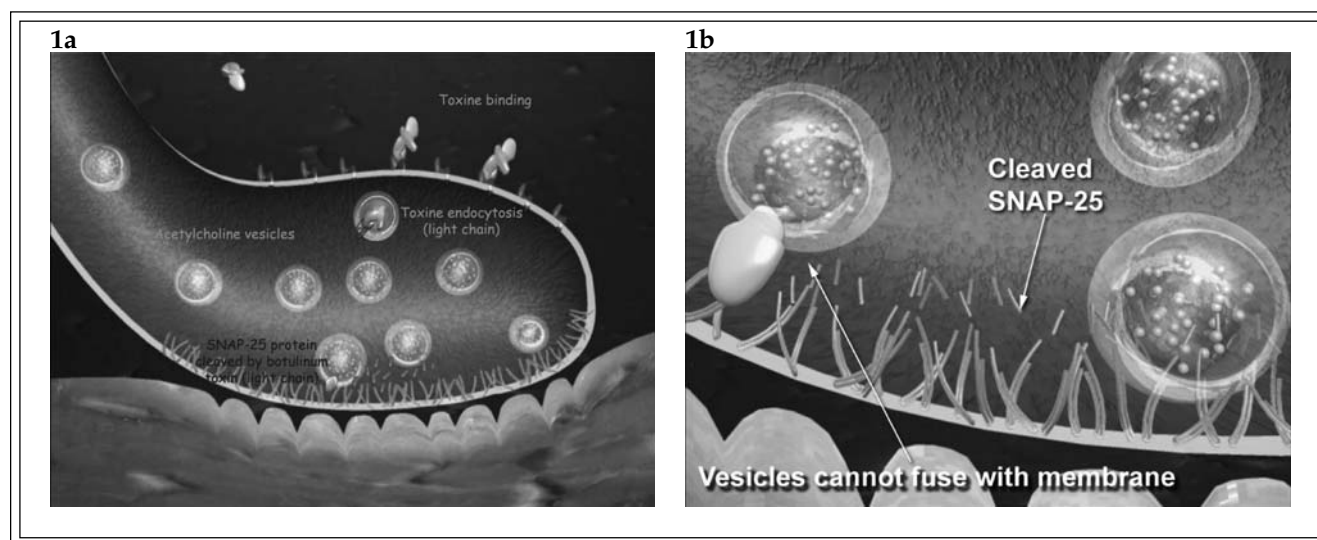 1a
Toxine binding
Toxine endocytosis
(light chain)
Acetylcholine vesicles
SNAP-25 protein
cleaved by botulinum
toxin (light chain)
1b
Cleaved
SNAP-25
Vesicles cannot fuse with membrane